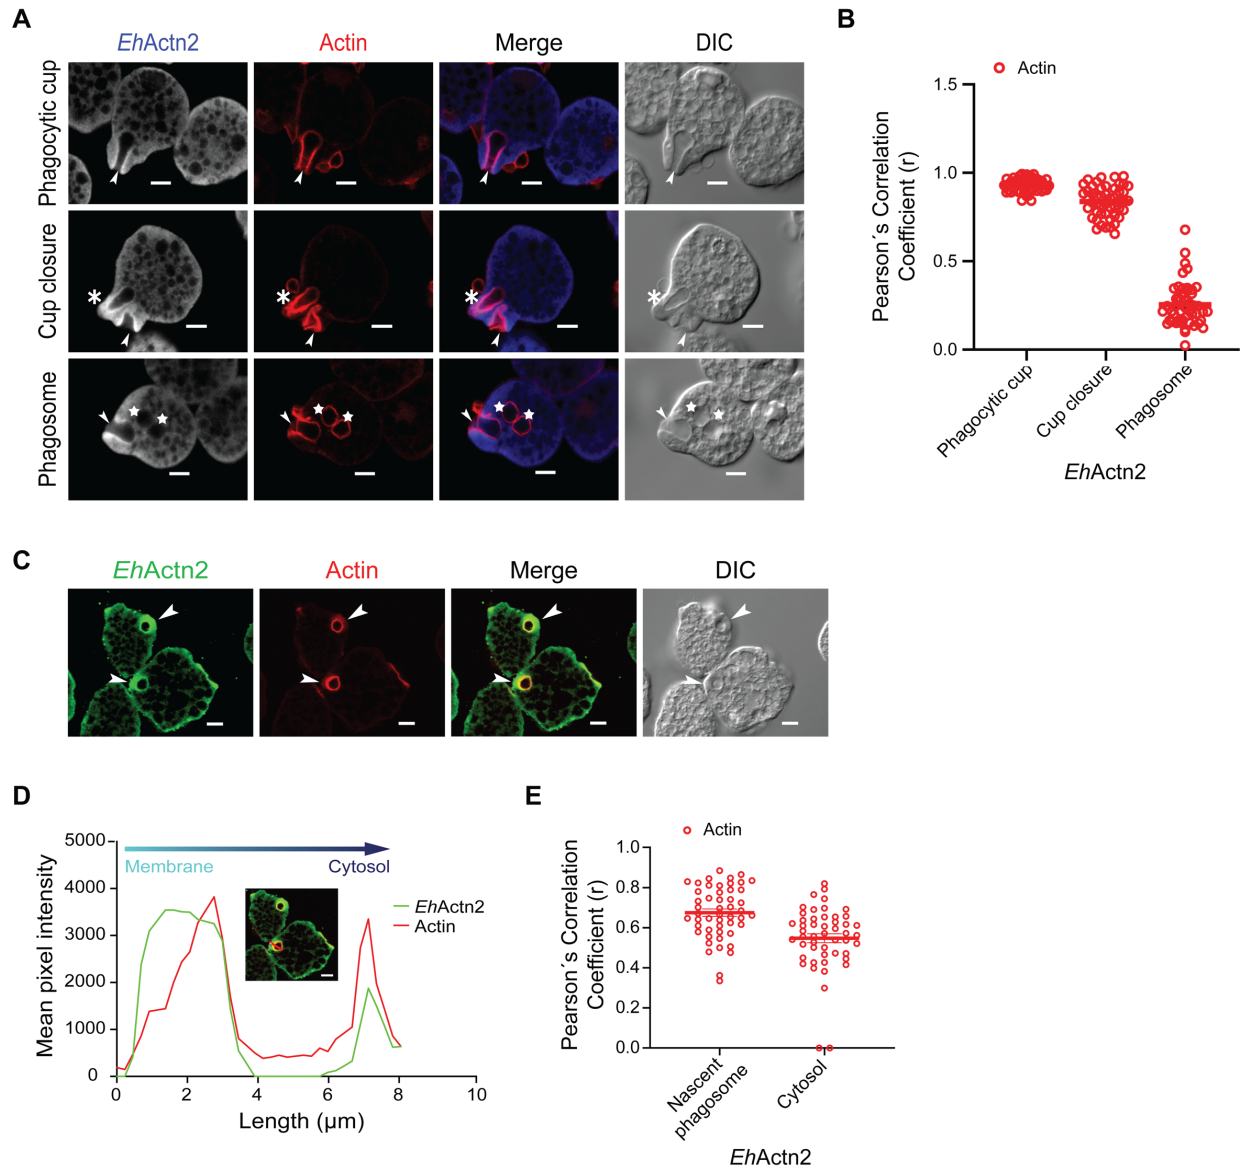 A
EhActn2 Actin Merge DIC
Phagocytic cup
Cup closure
Phagosome
B
Actin
Pearson´s Correlation
Coefficient (r)
1.5
1.0
0.5
0.0
Phagocytic cup
Cup closure
Phagosome
EhActn2
C
EhActn2 Actin Merge DIC
D
Mean pixel intensity
5000
4000
3000
2000
1000
0
Membrane Cytosol
EhActn2
Actin
0 2 4 6 8 10
Length (µm)
E
Actin
Pearson´s Correlation
Coefficient (r)
1.0
0.8
0.6
0.4
0.2
0.0
Nascent
phagosome
Cytosol
EhActn2